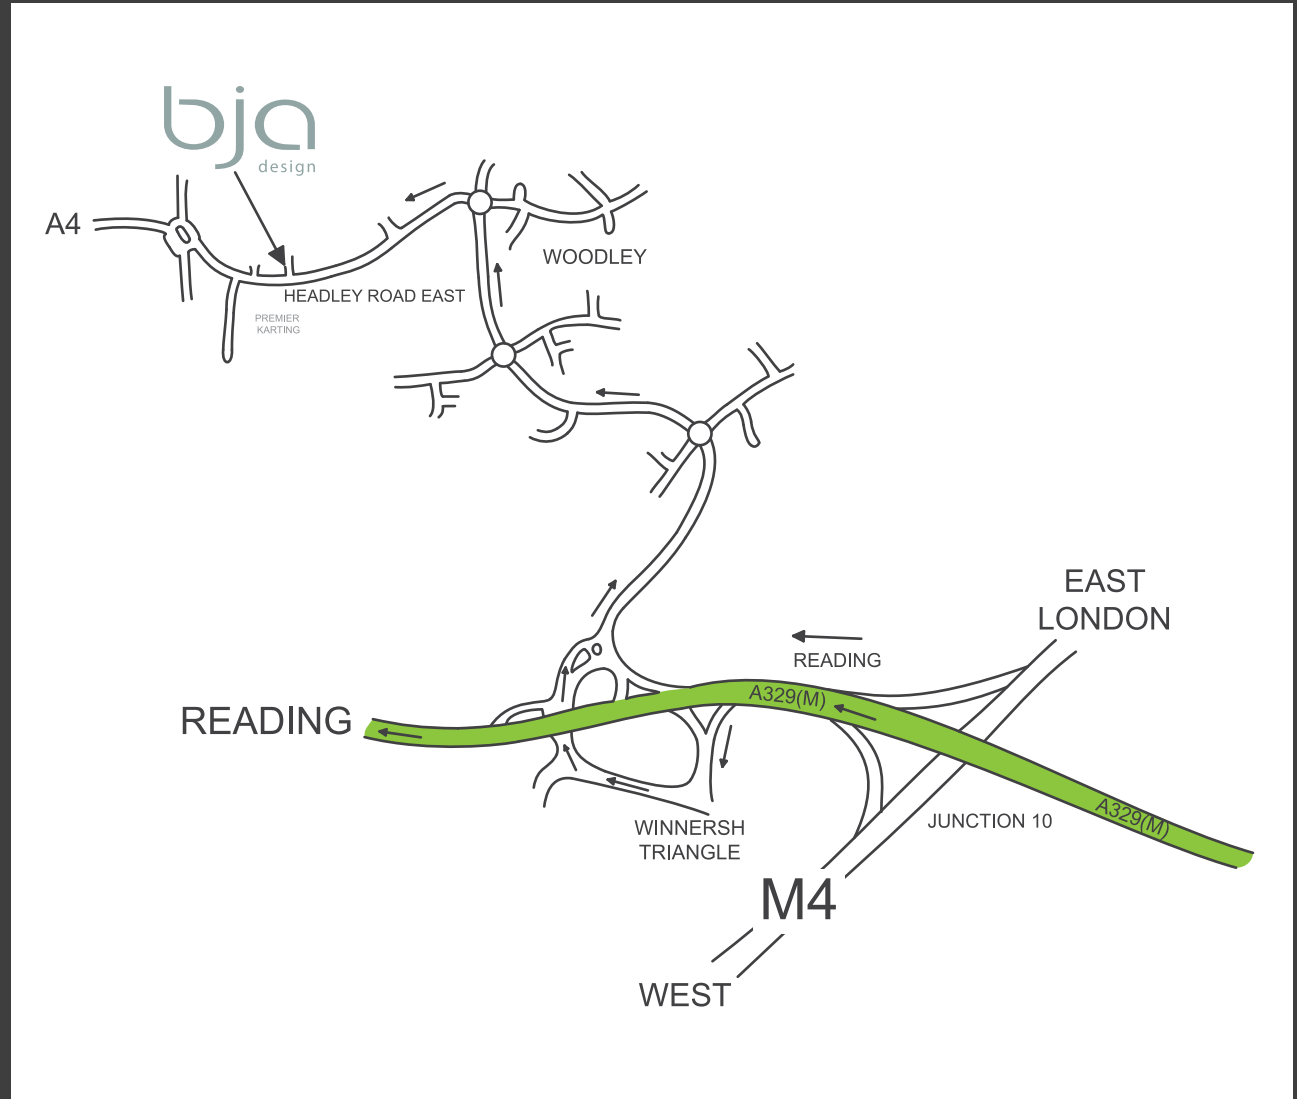 bja
design
A4
WOODLEY
HEADLEY ROAD EAST
PREMIER
KARTING
EAST
LONDON
READING
A329(M)
READING
A329(M)
JUNCTION 10
WINNERSH
TRIANGLE
M4
WEST